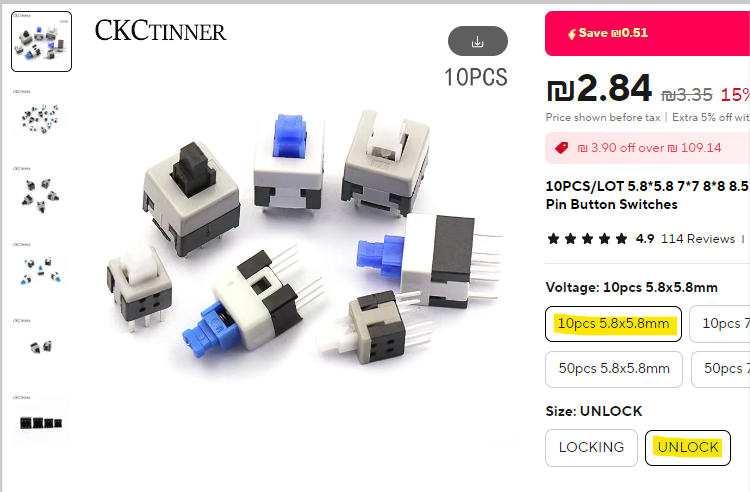 CKCTINNER
10PCS
Save ₪0.51
₪2.84 ₪3.35 15%
Price shown before tax | Extra 5% off wit
₪ 3.90 off over ₪ 109.14
10PCS/LOT 5.8*5.8 7*7 8*8 8.5
Pin Button Switches
4.9 114 Reviews
Voltage: 10pcs 5.8x5.8mm
10pcs 5.8x5.8mm 10pcs 7
50pcs 5.8x5.8mm 50pcs 7
Size: UNLOCK
LOCKING UNLOCK